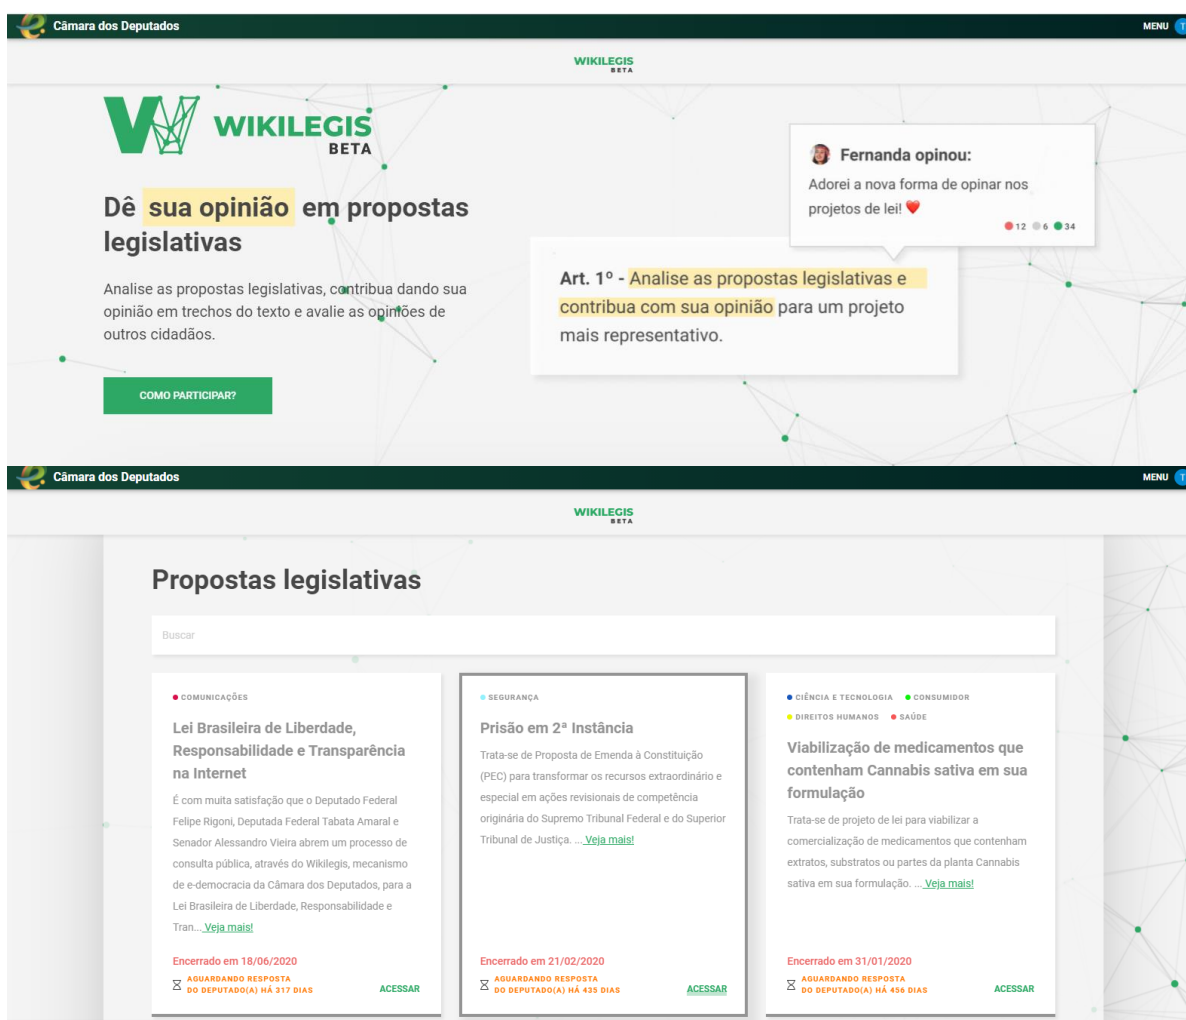 Câmara dos Deputados
MENU T
WIKILEGIS
BETA
WIKILEGIS
BETA
Dê sua opinião em propostas
legislativas
Analise as propostas legislativas, contribua dando sua
opinião em trechos do texto e avalie as opiniões de
outros cidadãos.
COMO PARTICIPAR?
Fernanda opinou:
Adorei a nova forma de opinar nos
projetos de lei! ❤️
12 6 34
Art. 1º - Analise as propostas legislativas e
contribua com sua opinião para um projeto
mais representativo.
Câmara dos Deputados
MENU T
WIKILEGIS
BETA
Propostas legislativas
Buscar
COMUNICAÇÕES
Lei Brasileira de Liberdade,
Responsabilidade e Transparência
na Internet
É com muita satisfação que o Deputado Federal
Felipe Rigoni, Deputada Federal Tabata Amaral e
Senador Alessandro Vieira abrem um processo de
consulta pública, através do Wikilegis, mecanismo
de e-democracia da Câmara dos Deputados, para a
Lei Brasileira de Liberdade, Responsabilidade e
Tran... Veja mais!
Encerrado em 18/06/2020
AGUARDANDO RESPOSTA
DO DEPUTADO(A) HÁ 317 DIAS
ACESSAR
SEGURANÇA
Prisão em 2ª Instância
Trata-se de Proposta de Emenda à Constituição
(PEC) para transformar os recursos extraordinário e
especial em ações revisionais de competência
originária do Supremo Tribunal Federal e do Superior
Tribunal de Justiça. ... Veja mais!
Encerrado em 21/02/2020
AGUARDANDO RESPOSTA
DO DEPUTADO(A) HÁ 435 DIAS
ACESSAR
CIÊNCIA E TECNOLOGIA CONSUMIDOR
DIREITOS HUMANOS SAÚDE
Viabilização de medicamentos que
contenham Cannabis sativa em sua
formulação
Trata-se de projeto de lei para viabilizar a
comercialização de medicamentos que contenham
extratos, substratos ou partes da planta Cannabis
sativa em sua formulação. ... Veja mais!
Encerrado em 31/01/2020
AGUARDANDO RESPOSTA
DO DEPUTADO(A) HÁ 456 DIAS
ACESSAR